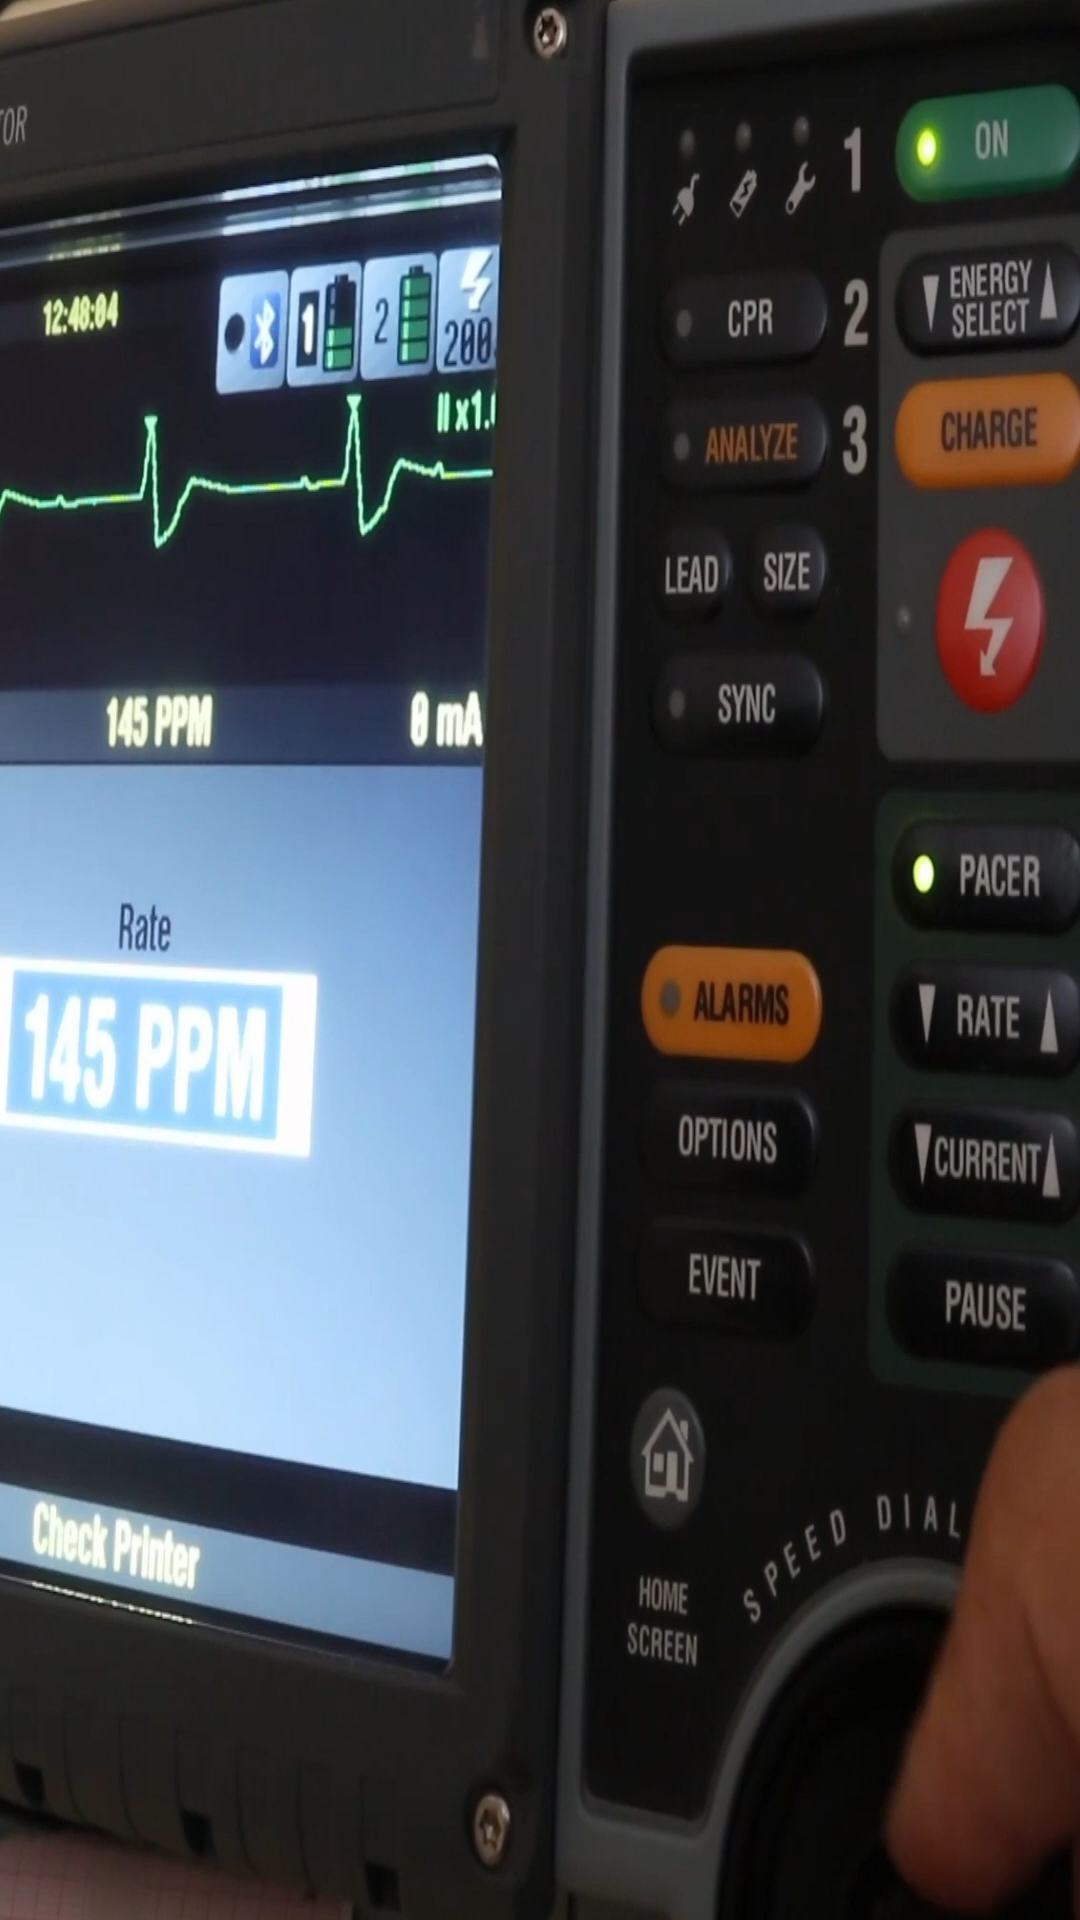 TOR
12:48:04
1
2
200
II x1.0
145 PPM
0 mA
Rate
145 PPM
Check Printer
1
ON
CPR
2
ENERGY
SELECT
ANALYZE
3
CHARGE
LEAD
SIZE
SYNC
PACER
ALARMS
RATE
OPTIONS
CURRENT
EVENT
PAUSE
HOME
SCREEN
SPEED DIAL